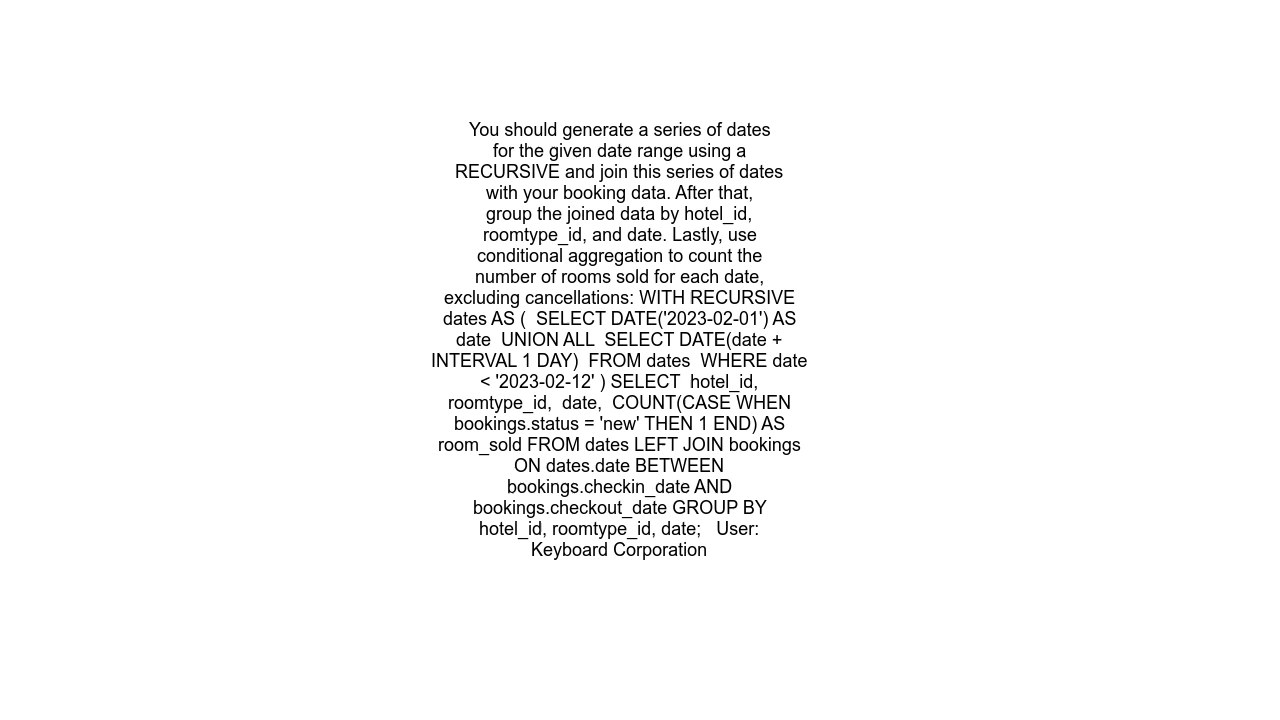 You should generate a series of dates
for the given date range using a
RECURSIVE and join this series of dates
with your booking data. After that,
group the joined data by hotel_id,
roomtype_id, and date. Lastly, use
conditional aggregation to count the
number of rooms sold for each date,
excluding cancellations: WITH RECURSIVE
dates AS (  SELECT DATE('2023-02-01') AS
date  UNION ALL  SELECT DATE(date +
INTERVAL 1 DAY)  FROM dates  WHERE date
< '2023-02-12' ) SELECT  hotel_id,
roomtype_id,  date,  COUNT(CASE WHEN
bookings.status = 'new' THEN 1 END) AS
room_sold FROM dates LEFT JOIN bookings
ON dates.date BETWEEN
bookings.checkin_date AND
bookings.checkout_date GROUP BY
hotel_id, roomtype_id, date;   User:
Keyboard Corporation